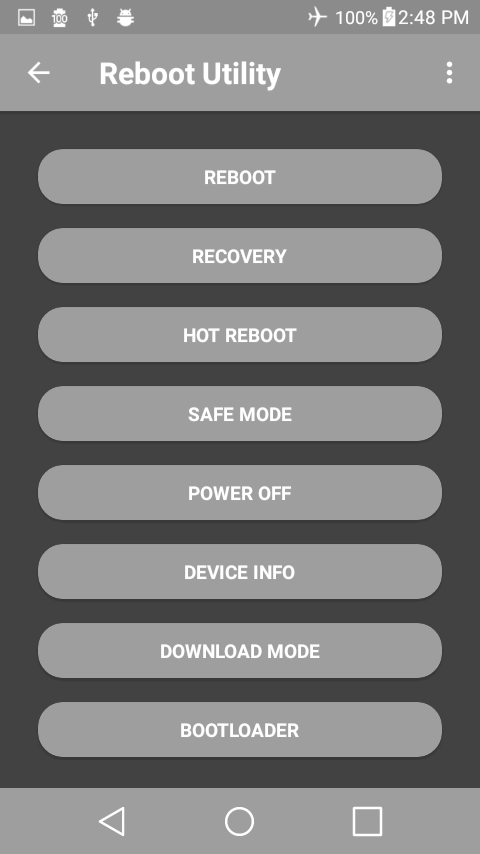 100 100% 2:48 PM
Reboot Utility
REBOOT
RECOVERY
HOT REBOOT
SAFE MODE
POWER OFF
DEVICE INFO
DOWNLOAD MODE
BOOTLOADER